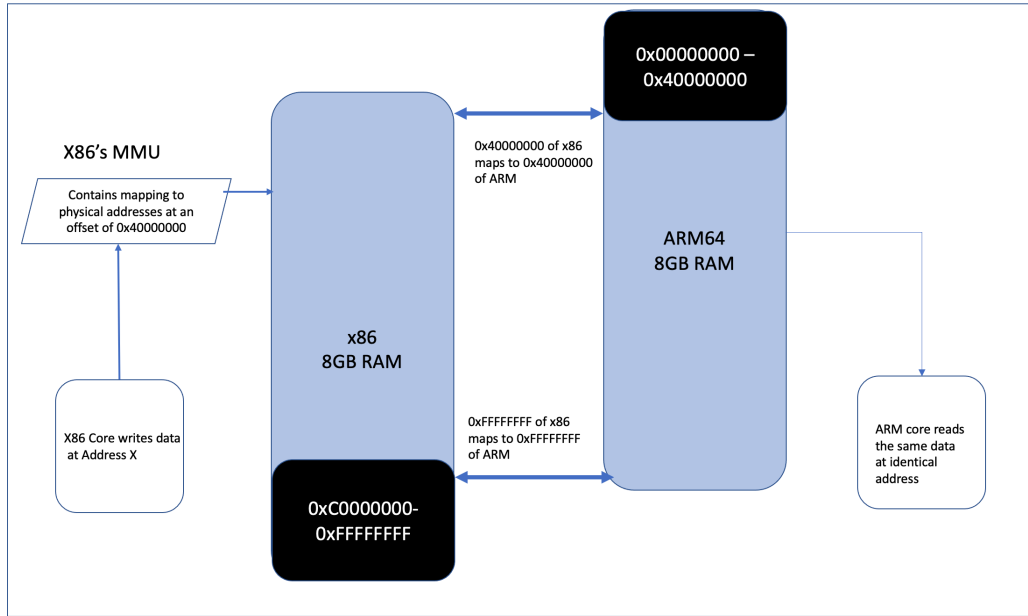 X86's MMU
Contains mapping to
physical addresses at an
offset of 0x40000000
X86 Core writes data
at Address X
x86
8GB RAM
0xC0000000-
0xFFFFFFFF
0x40000000 of x86
maps to 0x40000000
of ARM
0xFFFFFFFF of x86
maps to 0xFFFFFFFF
of ARM
0x00000000 –
0x40000000
ARM64
8GB RAM
ARM core reads
the same data
at identical
address